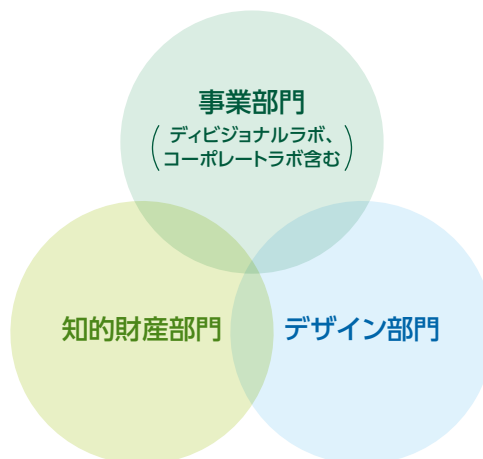 事業部門
(ディビジョナルラボ、
コーポレートラボ含む)
知的財産部門
デザイン部門